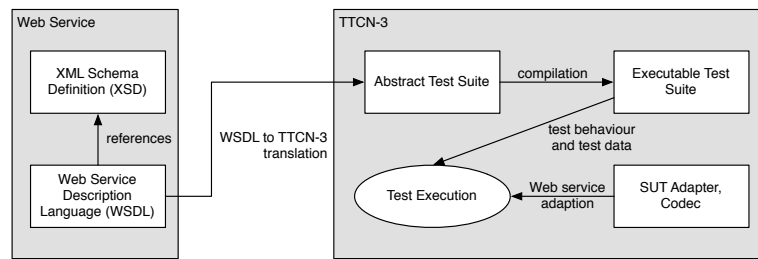 Web Service
XML Schema
Definition (XSD)
references
Web Service
Description
Language (WSDL)
WSDL to TTCN-3
translation
TTCN-3
Abstract Test Suite
compilation
Executable Test
Suite
test behaviour
and test data
Test Execution
Web service
adaption
SUT Adapter,
Codec